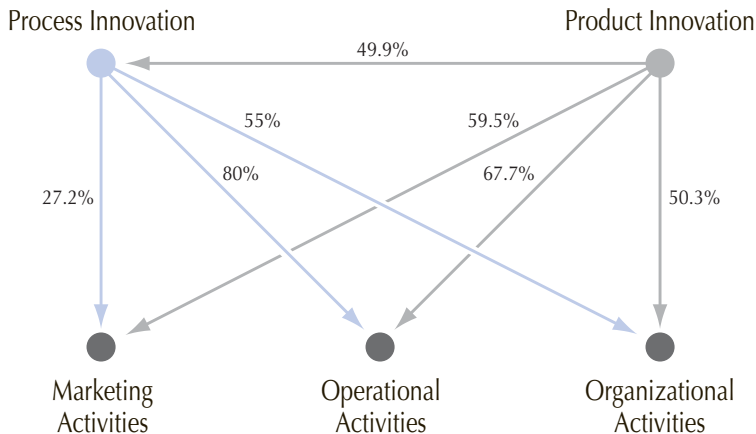 Process Innovation
Product Innovation
49.9%
55%
59.5%
80%
67.7%
27.2%
50.3%
Marketing
Activities
Operational
Activities
Organizational
Activities